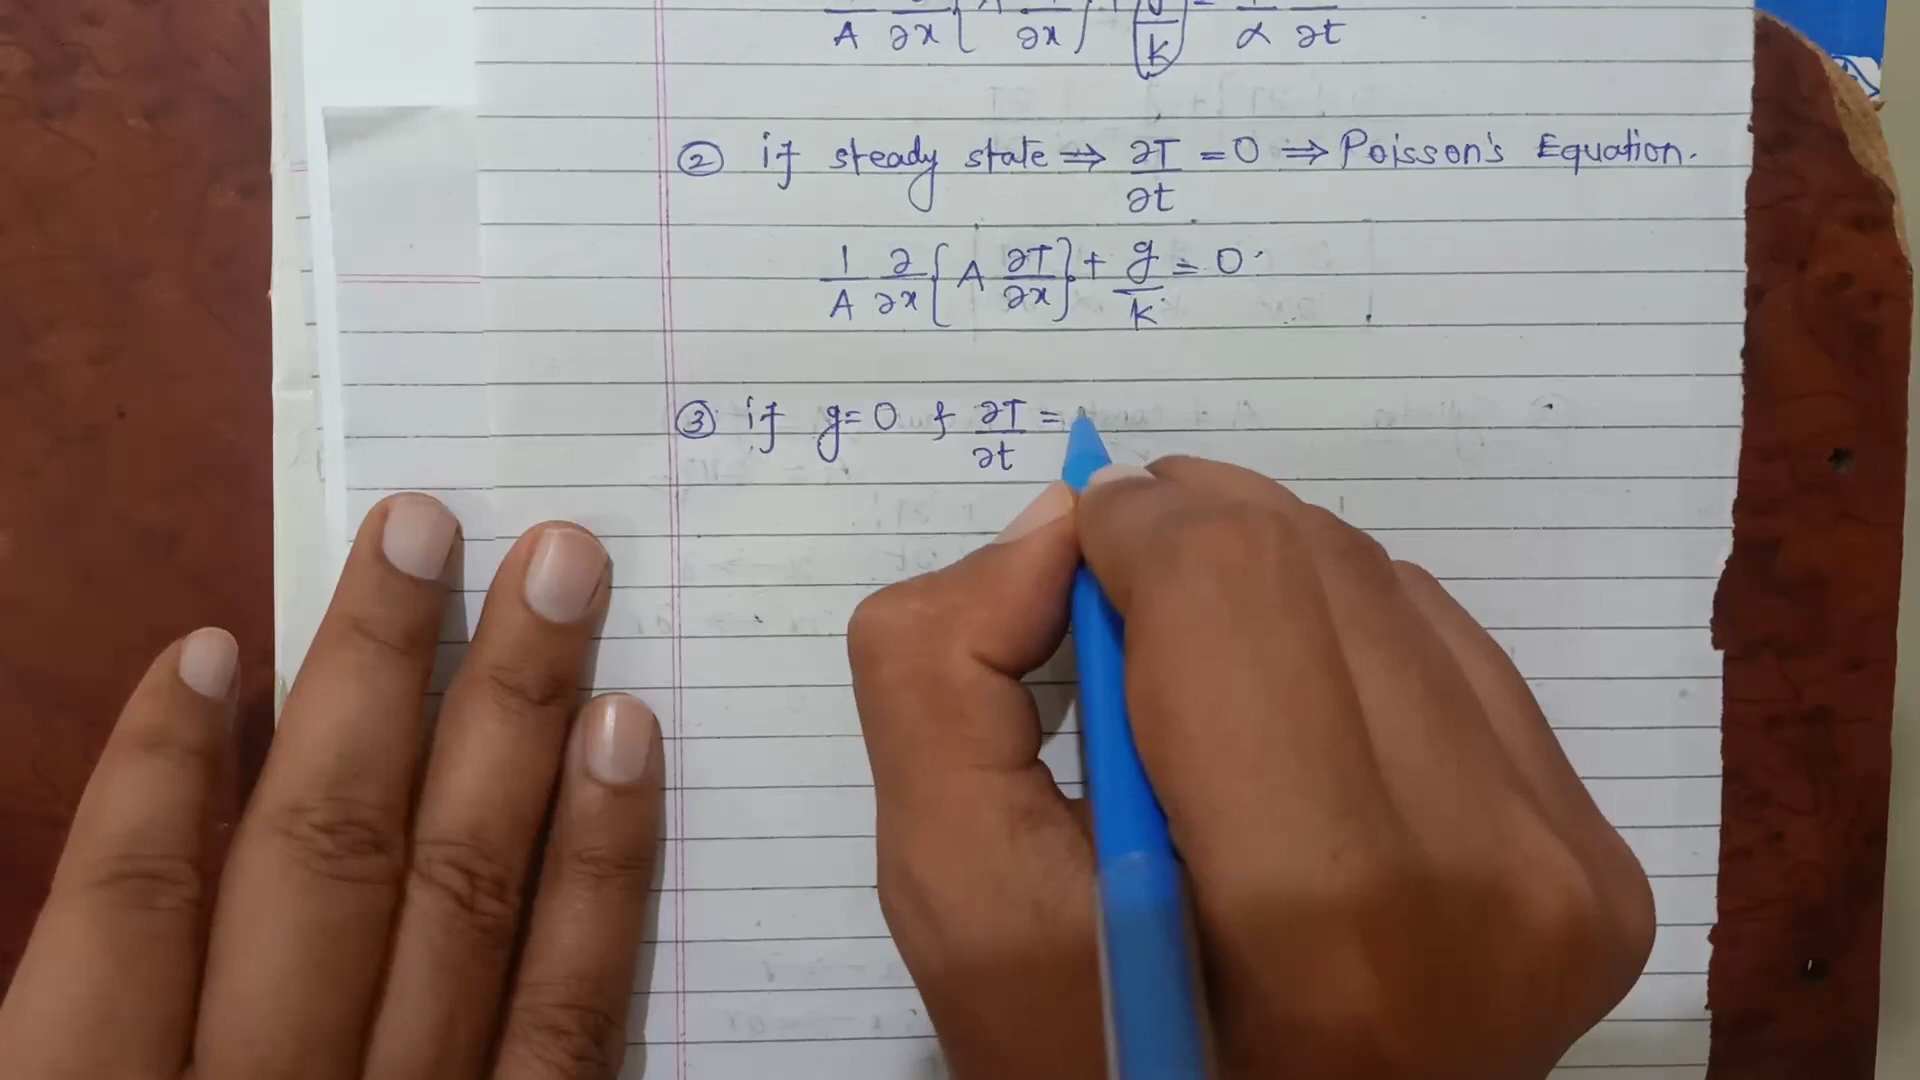 A ∂x ∂x k α ∂t
② if steady state ⇒ ∂T/∂t = 0 ⇒ Poisson's Equation.
1/A ∂/∂x { A ∂T/∂x } + g/k = 0
③ if g = 0 & ∂T/∂t =